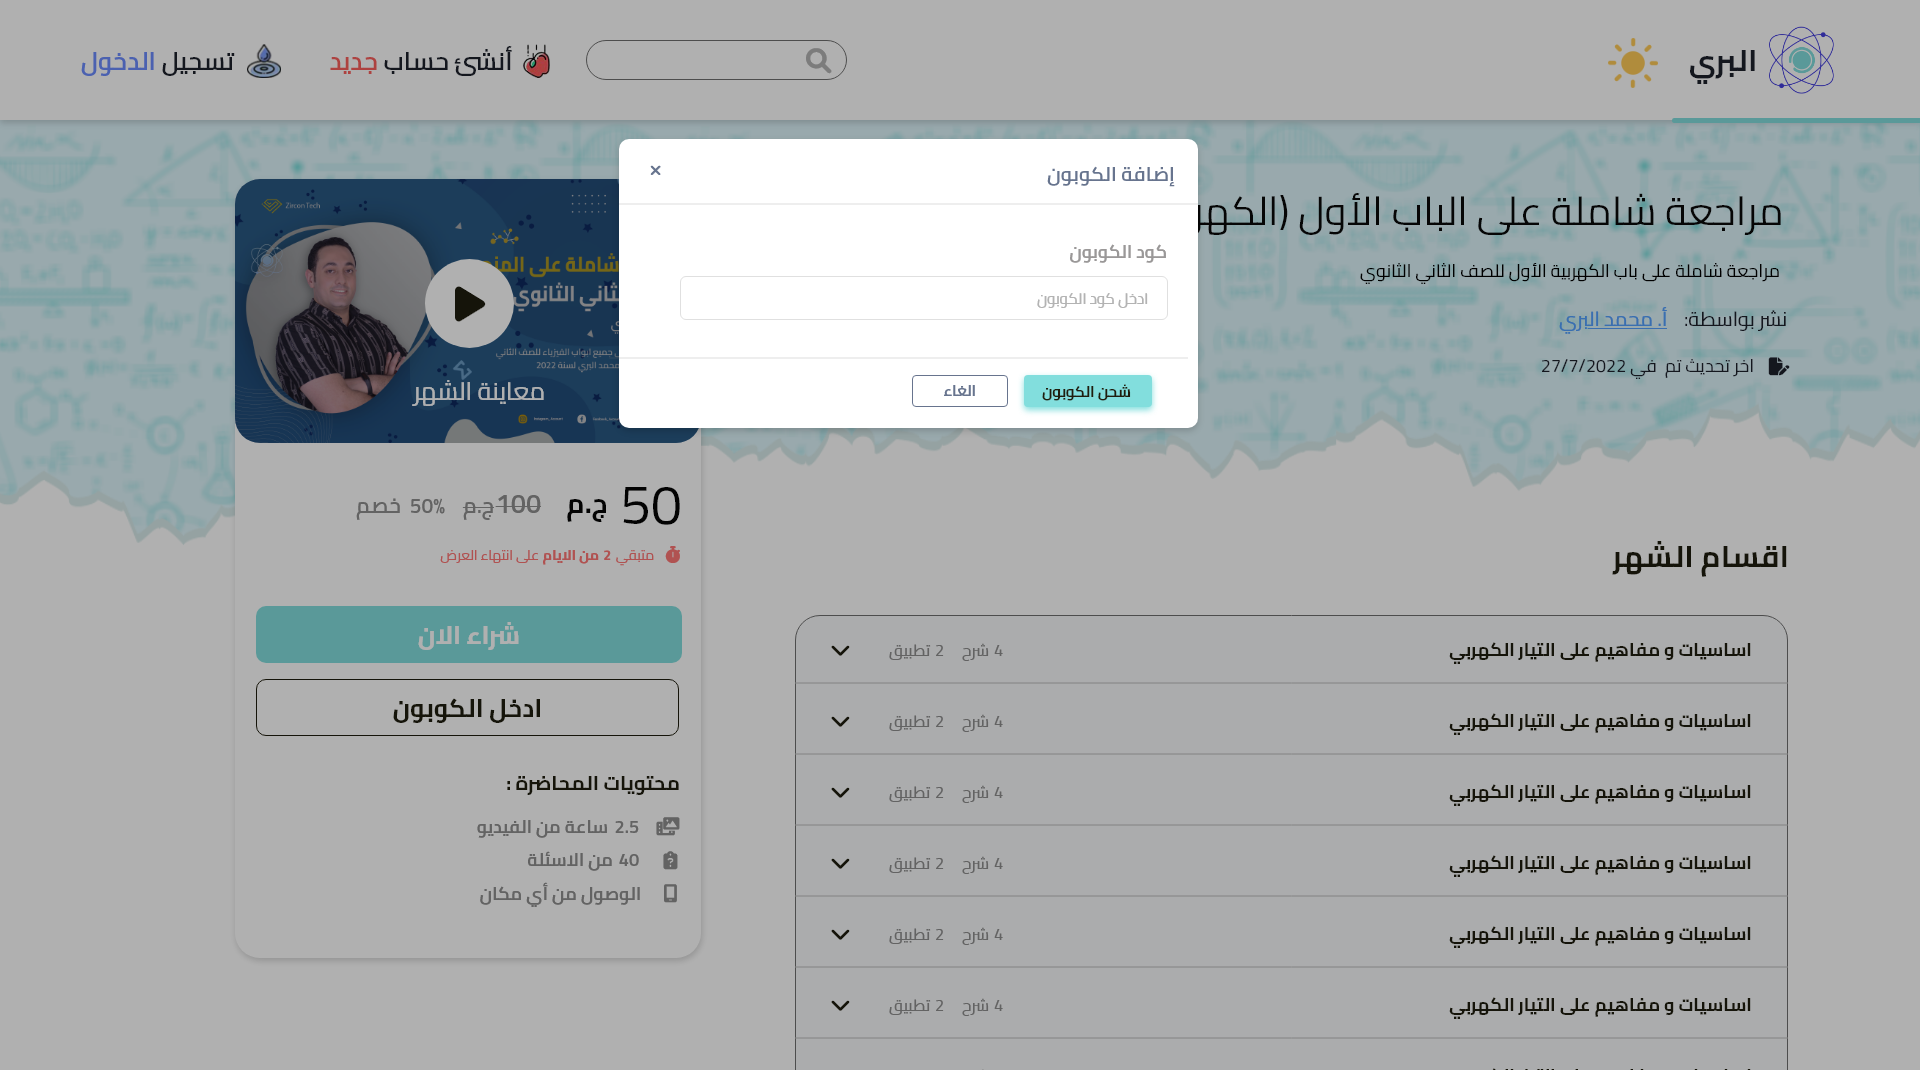 البري
أنشئ حساب جديد
تسجيل الدخول
إضافة الكوبون
×
كود الكوبون
ادخل كود الكوبون
شحن الكوبون
الغاء
مراجعة شاملة على الباب الأول (الكهر
مراجعة شاملة على باب الكهربية الأول للصف الثاني الثانوي
نشر بواسطة: أ. محمد البري
اخر تحديث تم في 27/7/2022
Zircon Tech
شاملة على المنه
ثاني الثانوي
جميع ابواب الفيزياء للصف الثاني
محمد البري لسنة 2022
معاينة الشهر
50 ج.م 100ج.م 50% خصم
متبقي 2 من الايام على انتهاء العرض
شراء الان
ادخل الكوبون
محتويات المحاضرة :
2.5 ساعة من الفيديو
40 من الاسئلة
الوصول من أي مكان
اقسام الشهر
اساسيات و مفاهيم على التيار الكهربي 4 شرح 2 تطبيق
اساسيات و مفاهيم على التيار الكهربي 4 شرح 2 تطبيق
اساسيات و مفاهيم على التيار الكهربي 4 شرح 2 تطبيق
اساسيات و مفاهيم على التيار الكهربي 4 شرح 2 تطبيق
اساسيات و مفاهيم على التيار الكهربي 4 شرح 2 تطبيق
اساسيات و مفاهيم على التيار الكهربي 4 شرح 2 تطبيق